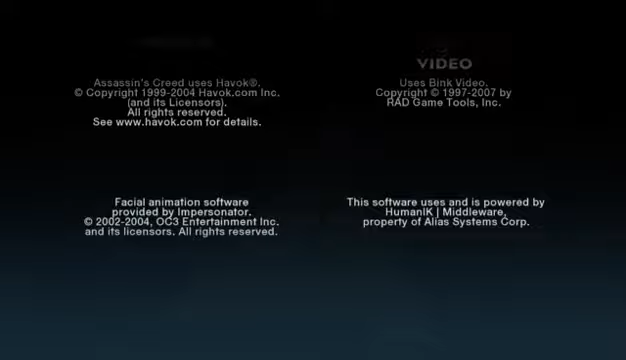 VIDEO
Assassin's Creed uses Havok®.
© Copyright 1999-2004 Havok.com Inc.
(and its Licensors).
All rights reserved.
See www.havok.com for details.
Uses Bink Video.
Copyright © 1997-2007 by
RAD Game Tools, Inc.
Facial animation software
provided by Impersonator.
© 2002-2004, OC3 Entertainment Inc.
and its licensors. All rights reserved.
This software uses and is powered by
HumanIK | Middleware,
property of Alias Systems Corp.